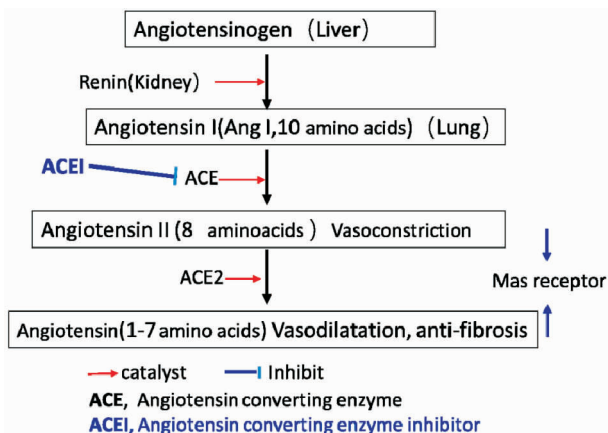 Angiotensinogen (Liver)
Renin(Kidney)
Angiotensin I(Ang I,10 amino acids) (Lung)
ACEI
ACE
Angiotensin II (8 aminoacids) Vasoconstriction
ACE2
Mas receptor
Angiotensin(1-7 amino acids) Vasodilatation, anti-fibrosis
catalyst Inhibit
ACE, Angiotensin converting enzyme
ACEI, Angiotensin converting enzyme inhibitor